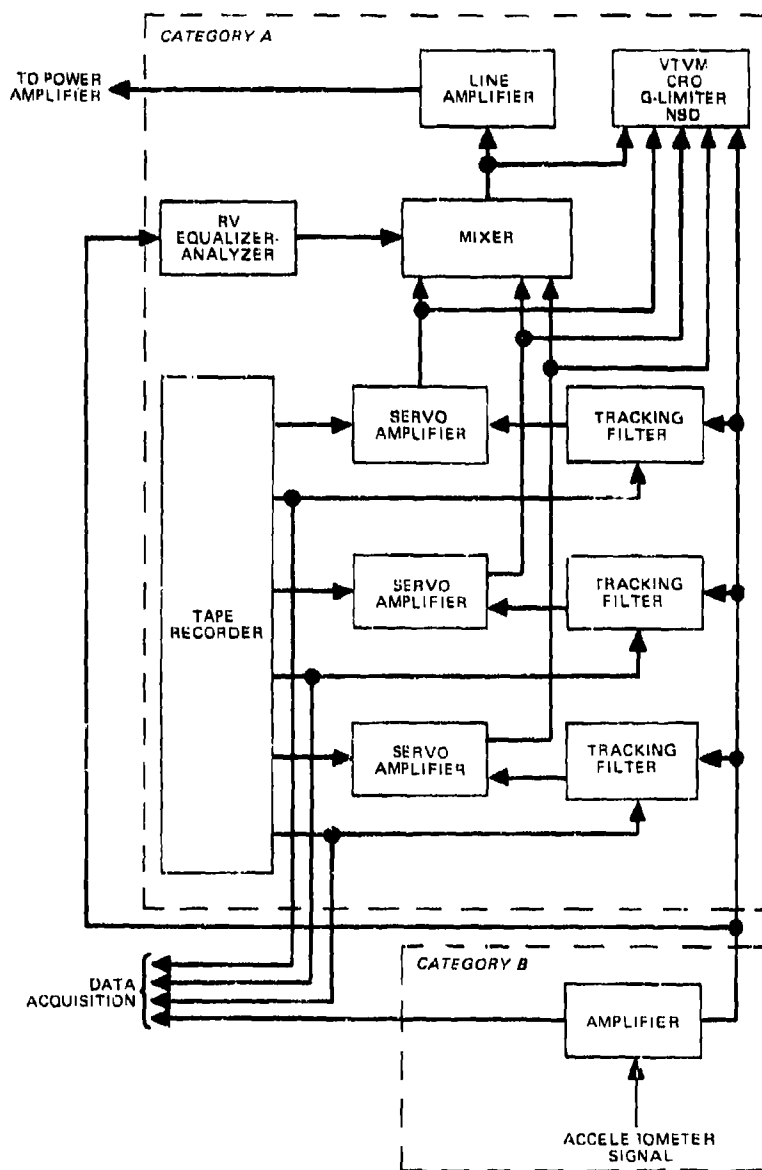 CATEGORY A
TO POWER
AMPLIFIER
LINE
AMPLIFIER
VTVM
CRO
G-LIMITER
NSD
RV
EQUALIZER-
ANALYZER
MIXER
SERVO
AMPLIFIER
TRACKING
FILTER
TAPE
RECORDER
SERVO
AMPLIFIER
TRACKING
FILTER
SERVO
AMPLIFIER
TRACKING
FILTER
DATA
ACQUISITION
CATEGORY B
AMPLIFIER
ACCELEROMETER
SIGNAL